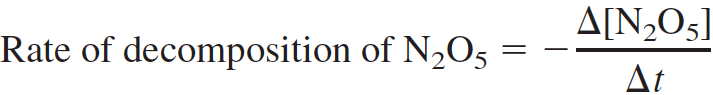 Rate of decomposition of N₂O₅ = − Δ[N₂O₅] / Δt